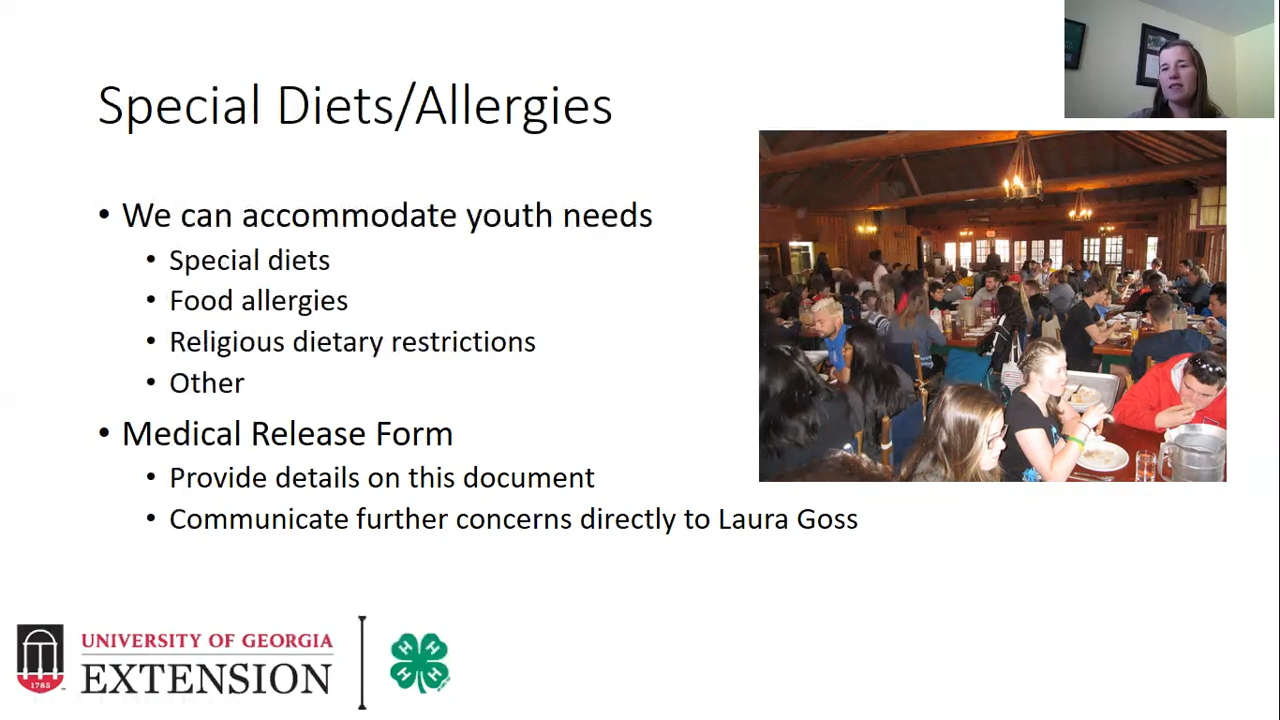 Special Diets/Allergies
• We can accommodate youth needs
• Special diets
• Food allergies
• Religious dietary restrictions
• Other
• Medical Release Form
• Provide details on this document
• Communicate further concerns directly to Laura Goss
UNIVERSITY OF GEORGIA
EXTENSION
1785
H H H H